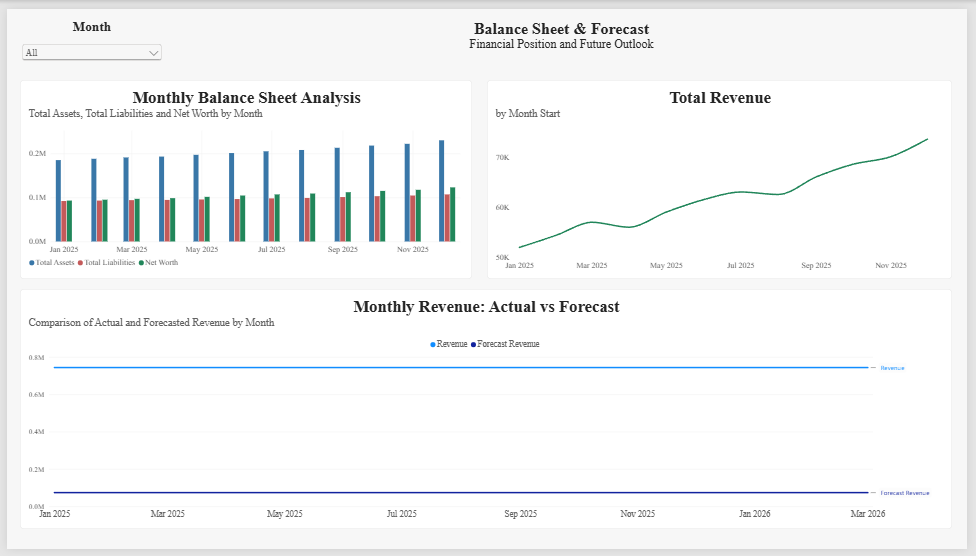 Month
All
Balance Sheet & Forecast
Financial Position and Future Outlook
Monthly Balance Sheet Analysis
Total Assets, Total Liabilities and Net Worth by Month
0.2M
0.1M
0.0M
Jan 2025 Mar 2025 May 2025 Jul 2025 Sep 2025 Nov 2025
Total Assets Total Liabilities Net Worth
Total Revenue
by Month Start
70K
60K
50K
Jan 2025 Mar 2025 May 2025 Jul 2025 Sep 2025 Nov 2025
Monthly Revenue: Actual vs Forecast
Comparison of Actual and Forecasted Revenue by Month
Revenue Forecast Revenue
0.8M
Revenue
0.6M
0.4M
0.2M
Forecast Revenue
0.0M
Jan 2025 Mar 2025 May 2025 Jul 2025 Sep 2025 Nov 2025 Jan 2026 Mar 2026